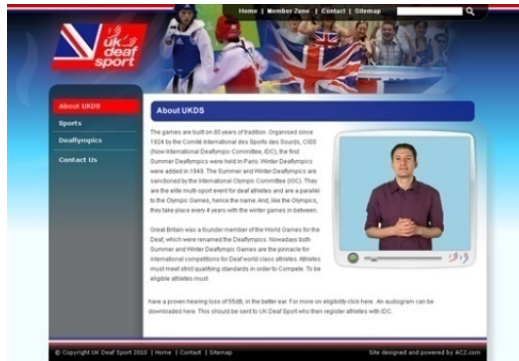 Home | Member Zone | Contact | Sitemap
uk
deaf
sport
About UKDS
Sports
Deaflympics
Contact Us
About UKDS
The games are built on 80 years of tradition. Organised since
1924 by the Comité International des Sports des Sourds, CISS
(Now International Deaflympic Committee, IDC), the first
Summer Deaflympics were held in Paris. Winter Deaflympics
were added in 1949. The Summer and Winter Deaflympics are
sanctioned by the International Olympic Committee (IOC). They
are the elite multi-sport event for deaf athletes and are a parallel
to the Olympic Games, hence the name. And, like the Olympics,
they take place every 4 years with the winter games in between.
Great Britain was a founder member of the World Games for the
Deaf, which were renamed the Deaflympics. Nowadays both
Summer and Winter Deaflympic Games are the pinnacle for
international competitions for Deaf world class athletes. Athletes
must meet strict qualifying standards in order to Compete. To be
eligible athletes must
have a proven hearing loss of 55dB, in the better ear. For more on eligibility click here. An audiogram can be
downloaded here. This should be sent to UK Deaf Sport who then register athletes with IDC.
© Copyright UK Deaf Sport 2010 | Home | Contact | Sitemap
Site designed and powered by AC2.com